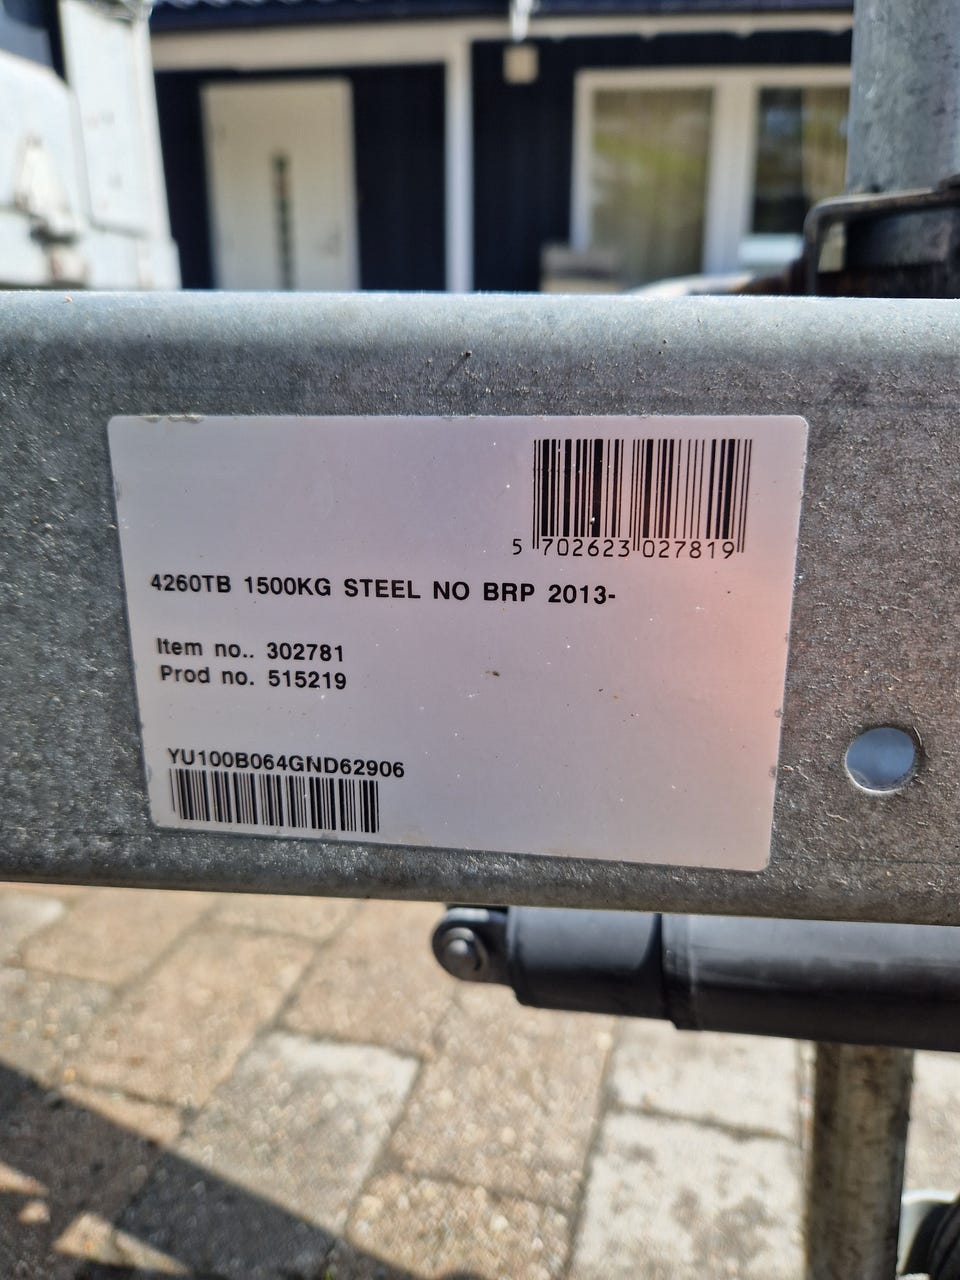 5 702623 027819
4260TB 1500KG STEEL NO BRP 2013-
Item no.. 302781
Prod no. 515219
YU100B064GND62906